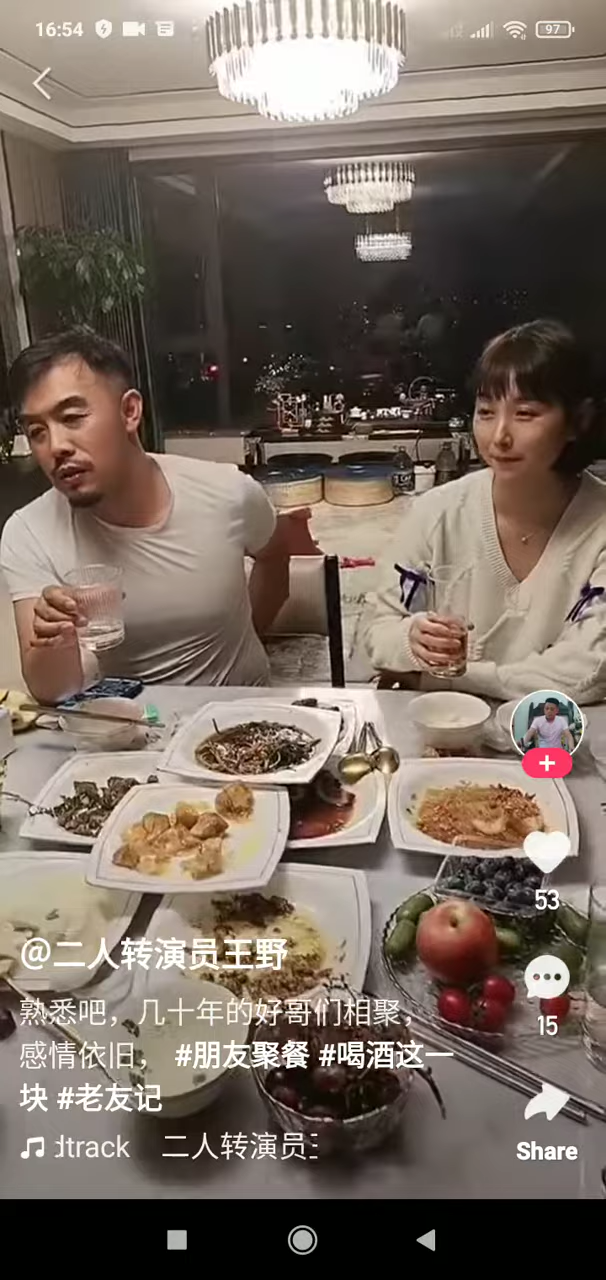 16:54
97
53
@二人转演员王野
15
熟悉吧，几十年的好哥们相聚，
感情依旧， #朋友聚餐 #喝酒这一
块 #老友记
dtrack 二人转演员王
Share